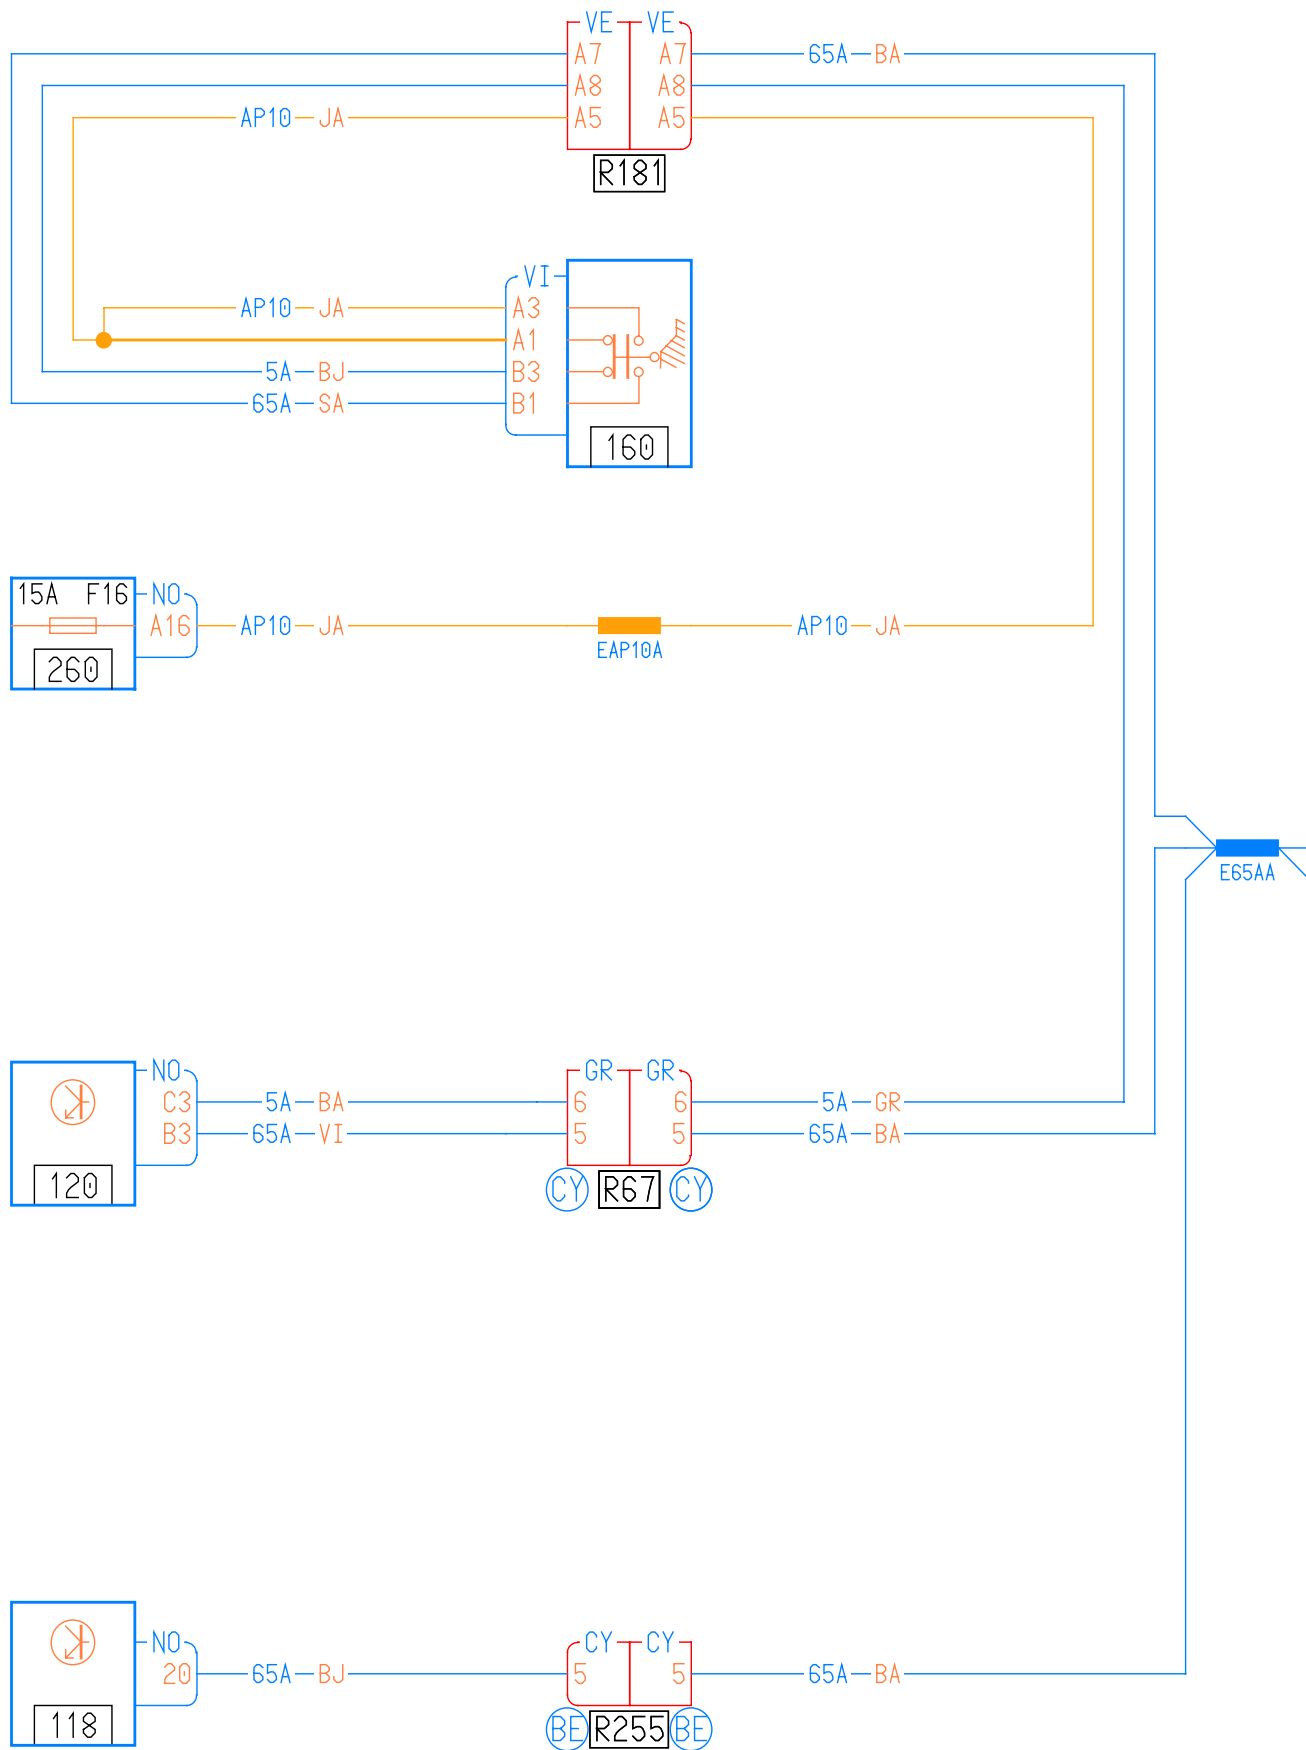 VE VE
A7 A7 65A BA
A8 A8
AP10 JA A5 A5
R181
VI
AP10 JA A3
A1
5A BJ B3
65A SA B1
160
15A F16 NO
A16 AP10 JA AP10 JA
EAP10A
260
E65AA
NO GR GR
C3 5A BA 6 6 5A GR
B3 65A VI 5 5 65A BA
120 CY R67 CY
NO CY CY
20 65A BJ 5 5 65A BA
118 BE R255 BE